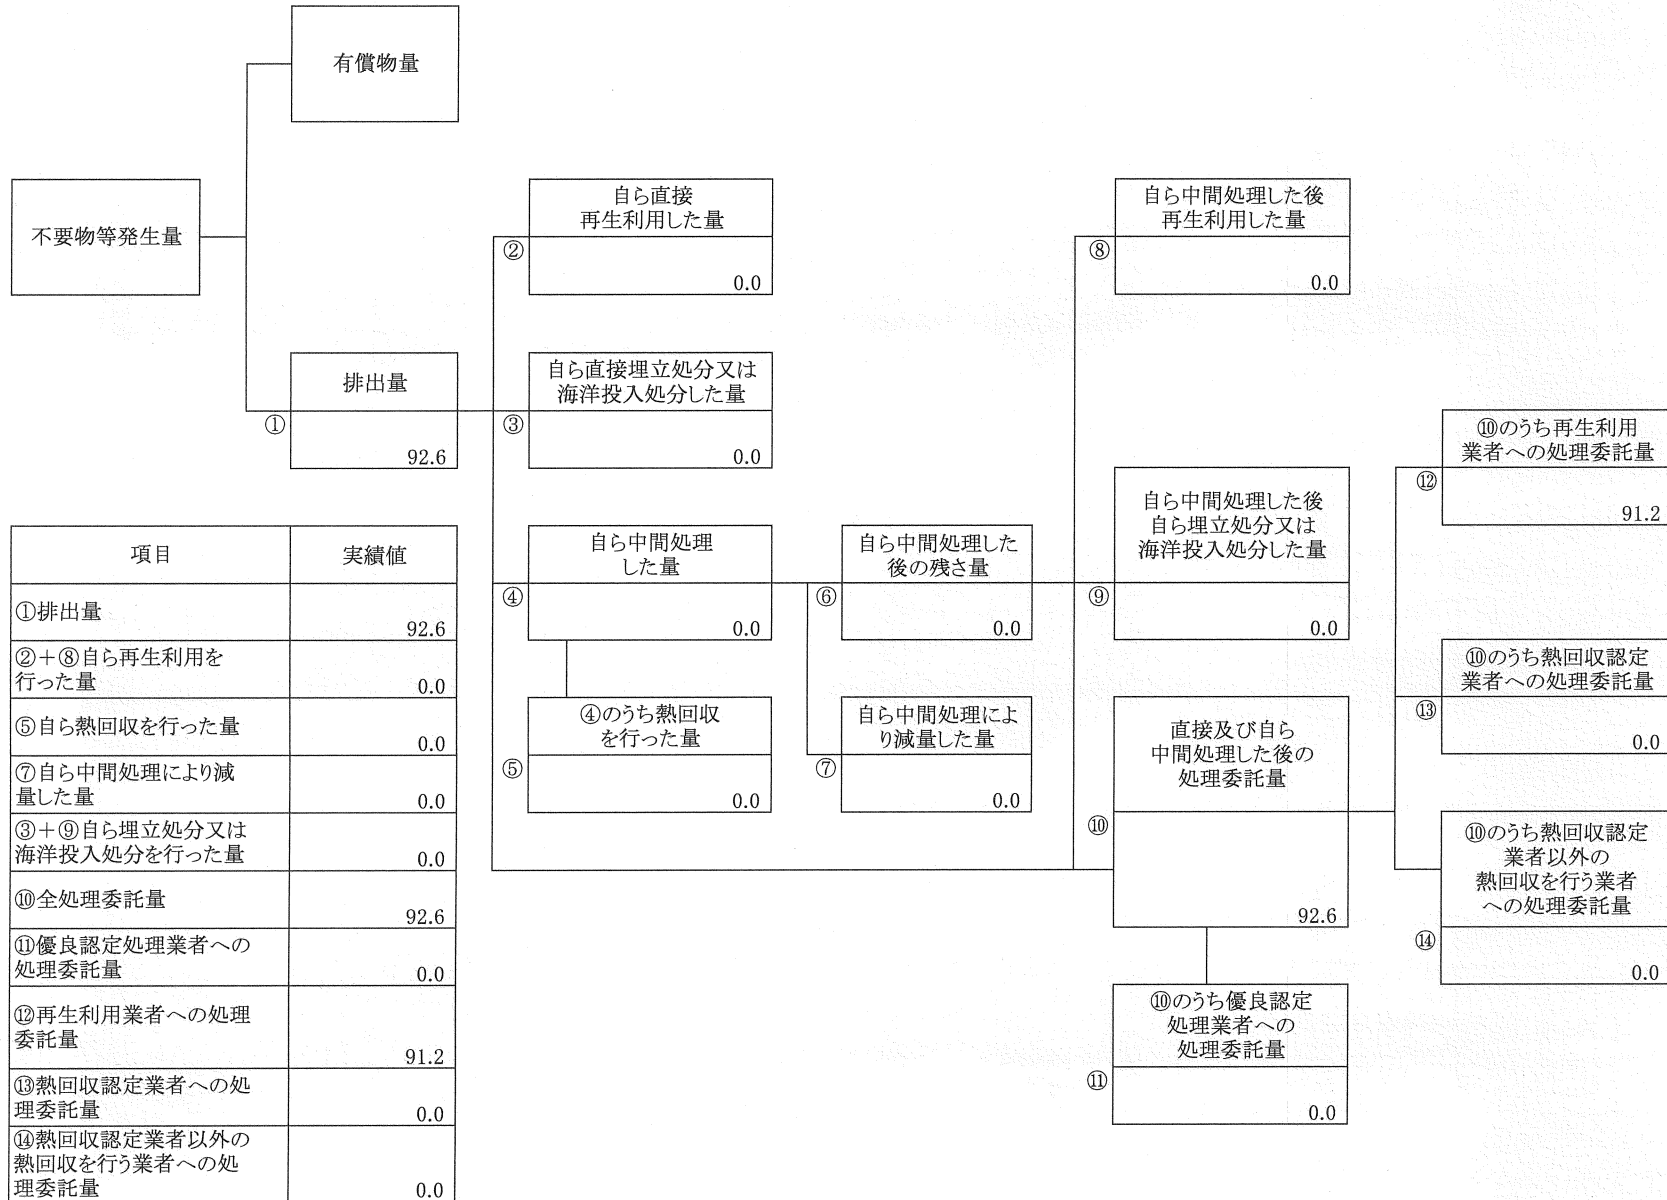 有償物量
不要物等発生量
排出量
①
92.6
自ら直接
再生利用した量
②
0.0
自ら直接埋立処分又は
海洋投入処分した量
③
0.0
自ら中間処理
した量
④
0.0
④のうち熱回収
を行った量
⑤
0.0
自ら中間処理した
後の残さ量
⑥
0.0
自ら中間処理によ
り減量した量
⑦
0.0
自ら中間処理した後
再生利用した量
⑧
0.0
自ら中間処理した後
自ら埋立処分又は
海洋投入処分した量
⑨
0.0
直接及び自ら
中間処理した後の
処理委託量
⑩
92.6
⑩のうち優良認定
処理業者への
処理委託量
⑪
0.0
⑩のうち再生利用
業者への処理委託量
⑫
91.2
⑩のうち熱回収認定
業者への処理委託量
⑬
0.0
⑩のうち熱回収認定
業者以外の
熱回収を行う業者
への処理委託量
⑭
0.0
項目 実績値
①排出量
92.6
②＋⑧自ら再生利用を
行った量 0.0
⑤自ら熱回収を行った量
0.0
⑦自ら中間処理により減
量した量 0.0
③＋⑨自ら埋立処分又は
海洋投入処分を行った量 0.0
⑩全処理委託量
92.6
⑪優良認定処理業者への
処理委託量 0.0
⑫再生利用業者への処理
委託量
91.2
⑬熱回収認定業者への処
理委託量 0.0
⑭熱回収認定業者以外の
熱回収を行う業者への処
理委託量 0.0